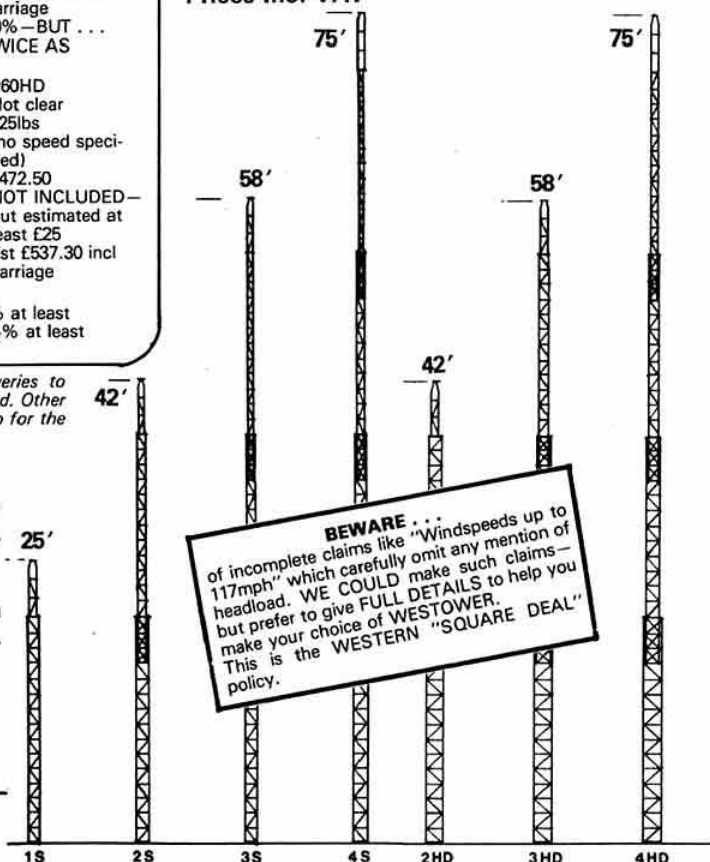 arriage
0%—BUT . . .
WICE AS
60HD
lot clear
25lbs
no speed speci-
ed)
472.50
NOT INCLUDED—
ut estimated at
east £25
st £537.30 incl
arriage
% at least
% at least
eries to
d. Other
o for the
Prices incl. VAT
75′
75′
58′
58′
42′
42′
25′
BEWARE . . .
of incomplete claims like "Windspeeds up to
117mph" which carefully omit any mention of
headload. WE COULD make such claims—
but prefer to give FULL DETAILS to help you
make your choice of WESTOWER.
This is the WESTERN "SQUARE DEAL"
policy.
1S 2S 3S 4S 2HD 3HD 4HD